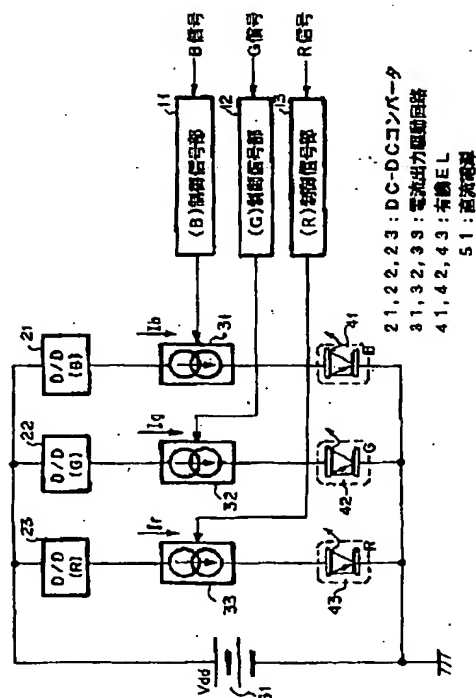 B信号
G信号
R信号
11
(B)制御信号部
12
(G)制御信号部
13
(R)制御信号部
21
D/D
(B)
22
D/D
(G)
23
D/D
(R)
Ib
31
Ig
32
Ir
33
41
B
42
G
43
R
Vdd
51
21,22,23:DC-DCコンバータ
31,32,33:電流出力駆動回路
41,42,43:有機EL
51:直流電源